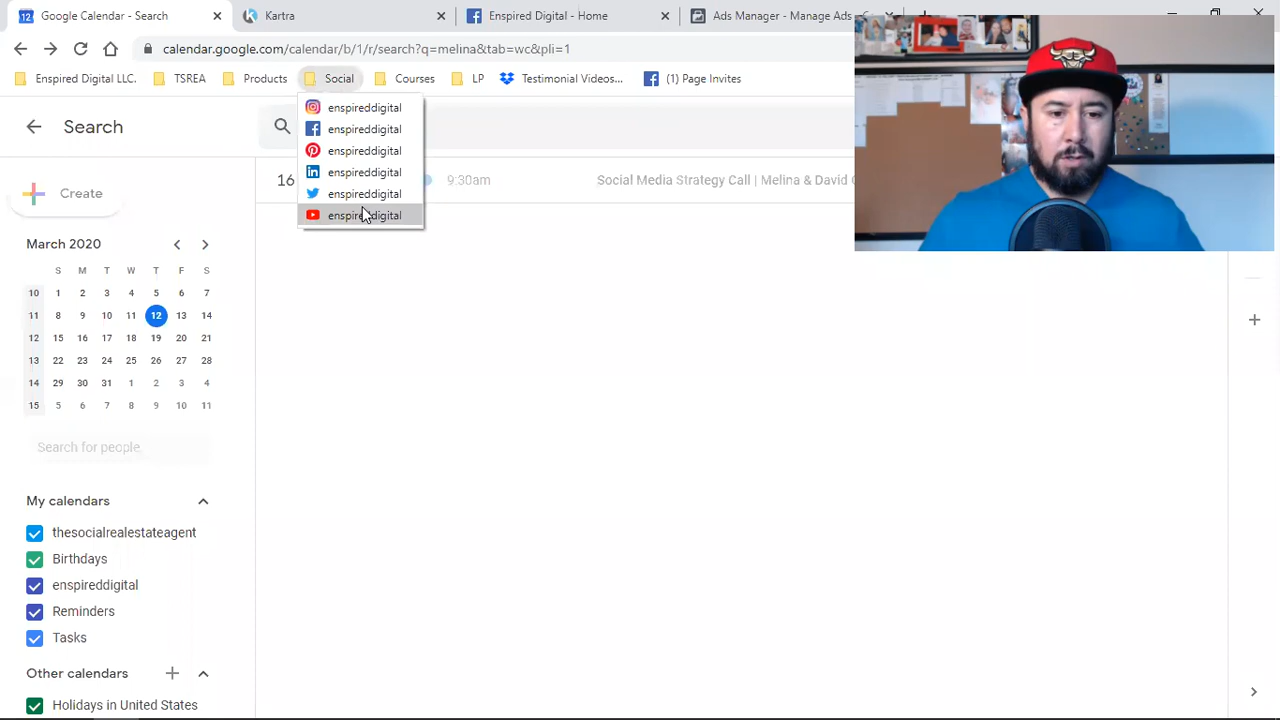 Google Calendar - Search
Kartra
Enspired Digital - Home
Ads Manager - Manage Ads
calendar.google.com/calendar/b/1/r/search?q=melina&tab=wc&pli=1
Enspired Digital LLC.
TSREA
Courses
LP
Testimonial Videos...
(1) Page Invites
enspireddigital
enspireddigital
enspireddigital
enspireddigital
enspireddigital
enspireddigital
Search
16
9:30am
Social Media Strategy Call | Melina & David
Create
March 2020
S M T W T F S
10 1 2 3 4 5 6 7
11 8 9 10 11 12 13 14
12 15 16 17 18 19 20 21
13 22 23 24 25 26 27 28
14 29 30 31 1 2 3 4
15 5 6 7 8 9 10 11
Search for people
My calendars
thesocialrealestateagent
Birthdays
enspireddigital
Reminders
Tasks
Other calendars
Holidays in United States